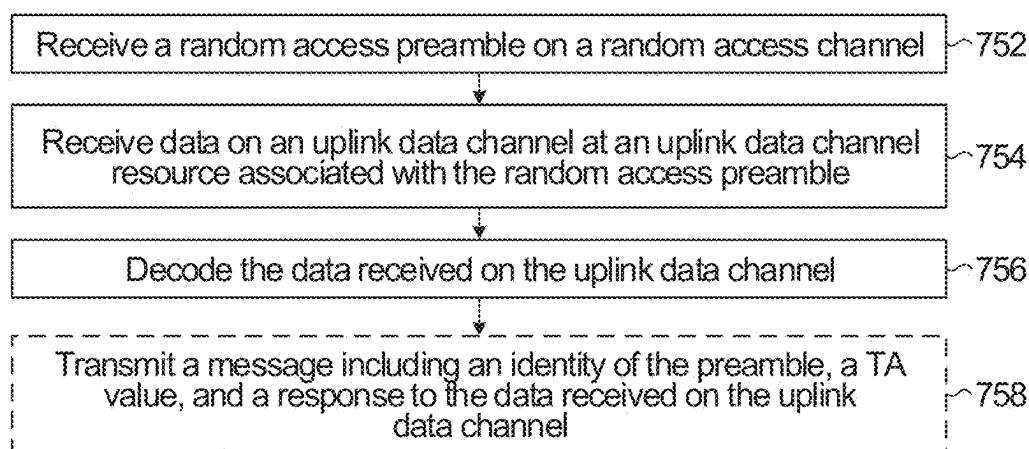 Receive a random access preamble on a random access channel 752
Receive data on an uplink data channel at an uplink data channel
resource associated with the random access preamble 754
Decode the data received on the uplink data channel 756
Transmit a message including an identity of the preamble, a TA
value, and a response to the data received on the uplink 758
data channel